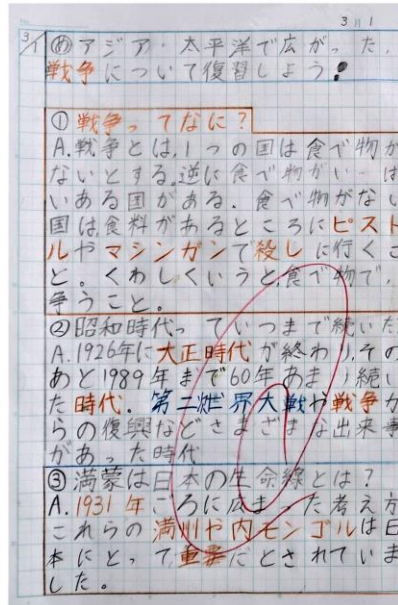 3 | 1
3/1
㋱アジア・太平洋で広がった、
戦争について復習しよう!
① 戦争ってなに?
A.戦争とは、1つの国は食べ物が
ないとする。逆に食べ物がいっぱ
いある国がある。食べ物がない
国は食料があるところにピスト
ルやマシンガンで殺しに行くこ
と。くわしくいうと、食べ物で、
争うこと。
②昭和時代っていつまで続いた
A.1926年に大正時代が終わり、その
あと1989年まで60年あまり続い
た時代。第二世界大戦や戦争か
らの復興などさまざまな出来事
があった時代
③満蒙は日本の生命線とは?
A.1931年ごろに広まった考え方
これらの満州や内モンゴルは日
本にとって、重要だとされていま
した。